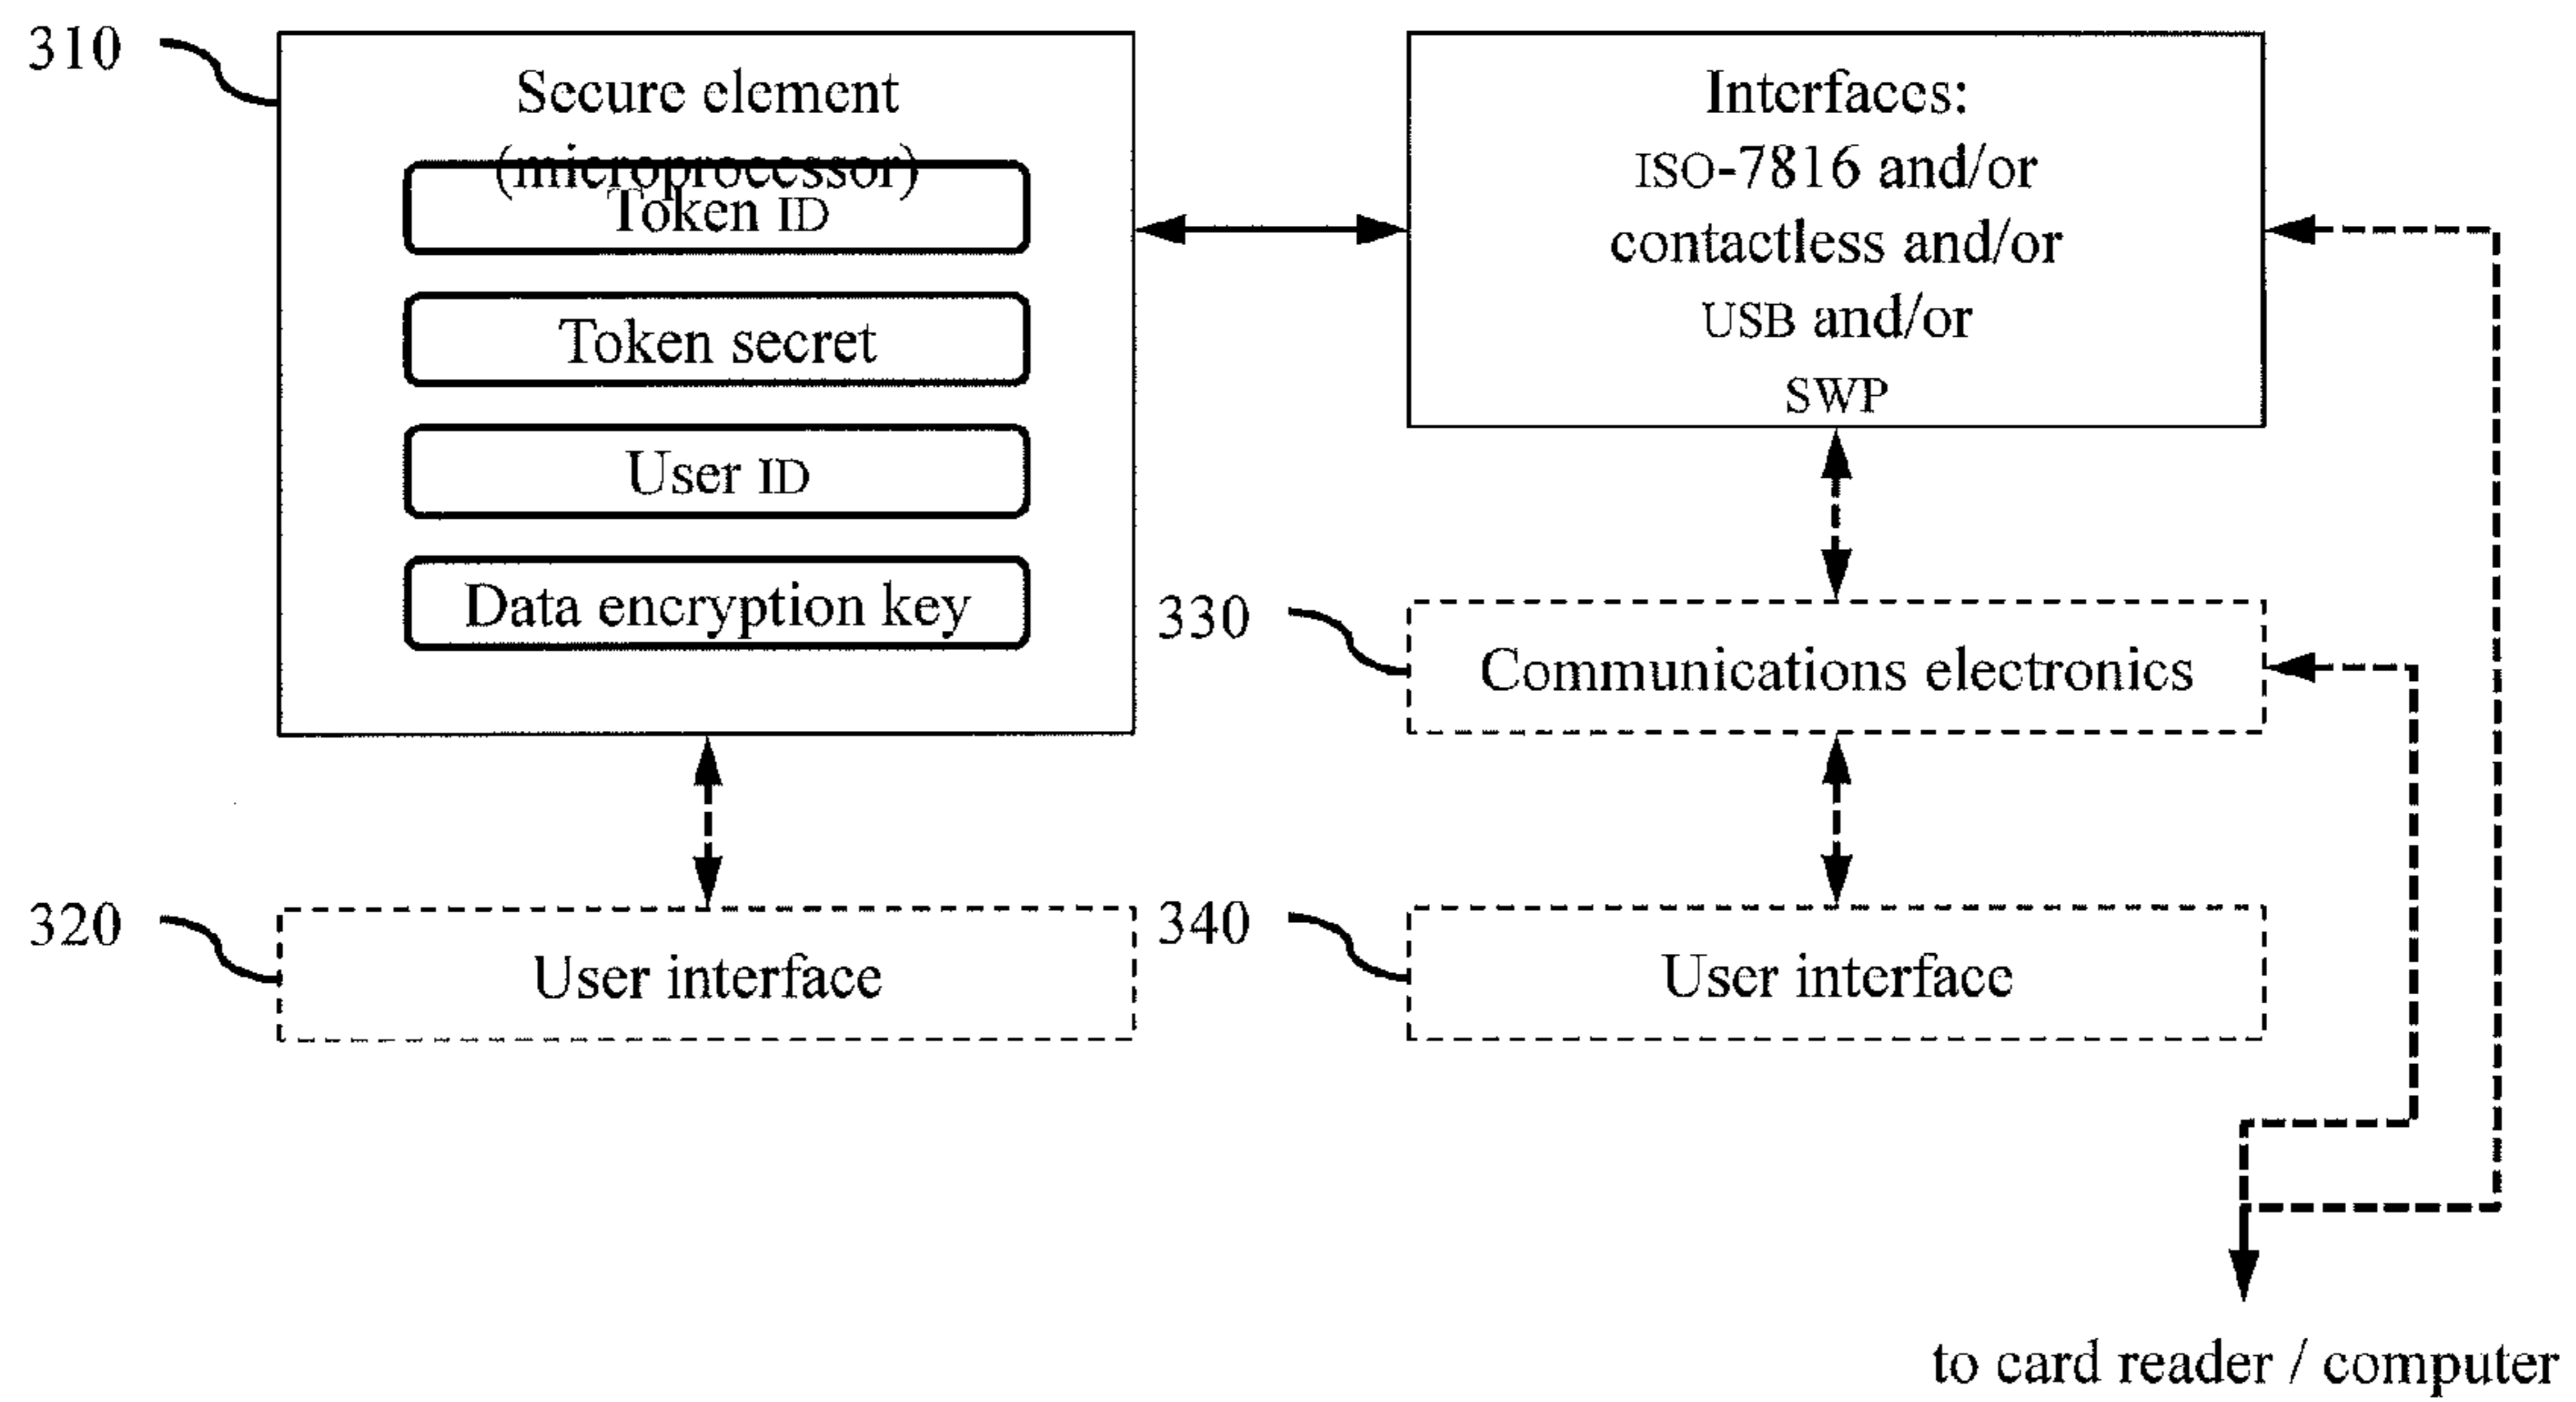 310
Secure element
(microprocessor)
Token ID
Token secret
User ID
Data encryption key
Interfaces:
ISO-7816 and/or
contactless and/or
USB and/or
SWP
330
Communications electronics
320
User interface
340
User interface
to card reader / computer